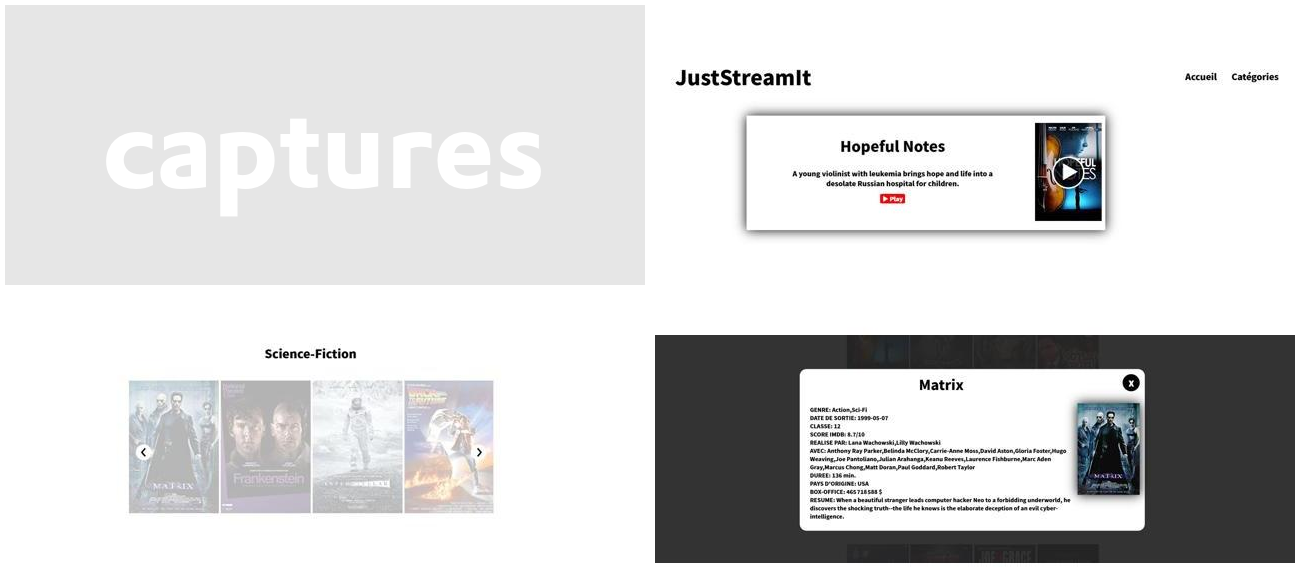 captures
JustStreamIt
Accueil Catégories
Hopeful Notes
A young violinist with leukemia brings hope and life into a
desolate Russian hospital for children.
Play
Science-Fiction
MATRIX
Frankenstein
Matrix
X
GENRE: Action,Sci-Fi
DATE DE SORTIE: 1999-05-07
CLASSE: 12
SCORE IMDB: 8.7/10
REALISE PAR: Lana Wachowski,Lilly Wachowski
AVEC: Anthony Ray Parker,Belinda McClory,Carrie-Anne Moss,David Aston,Gloria Foster,Hugo
Weaving,Joe Pantoliano,Julian Arahanga,Keanu Reeves,Laurence Fishburne,Marc Aden
Gray,Marcus Chong,Matt Doran,Paul Goddard,Robert Taylor
DUREE: 136 min.
PAYS D'ORIGINE: USA
BOX-OFFICE: 465 718 588 $
RESUME: When a beautiful stranger leads computer hacker Neo to a forbidding underworld, he
discovers the shocking truth--the life he knows is the elaborate deception of an evil cyber-
intelligence.
MATRIX